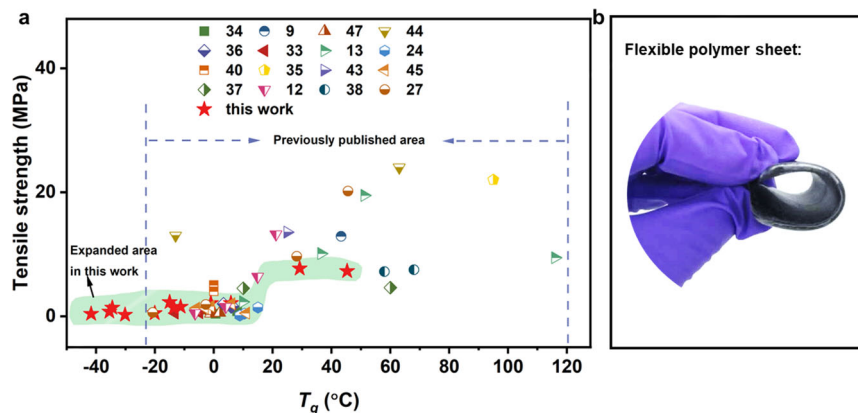 a
Tensile strength (MPa)
40
20
0
34 9 47 44
36 33 13 24
40 35 43 45
37 12 38 27
this work
Previously published area
Expanded area
in this work
-40 -20 0 20 40 60 80 100 120
Tg (°C)
b
Flexible polymer sheet: